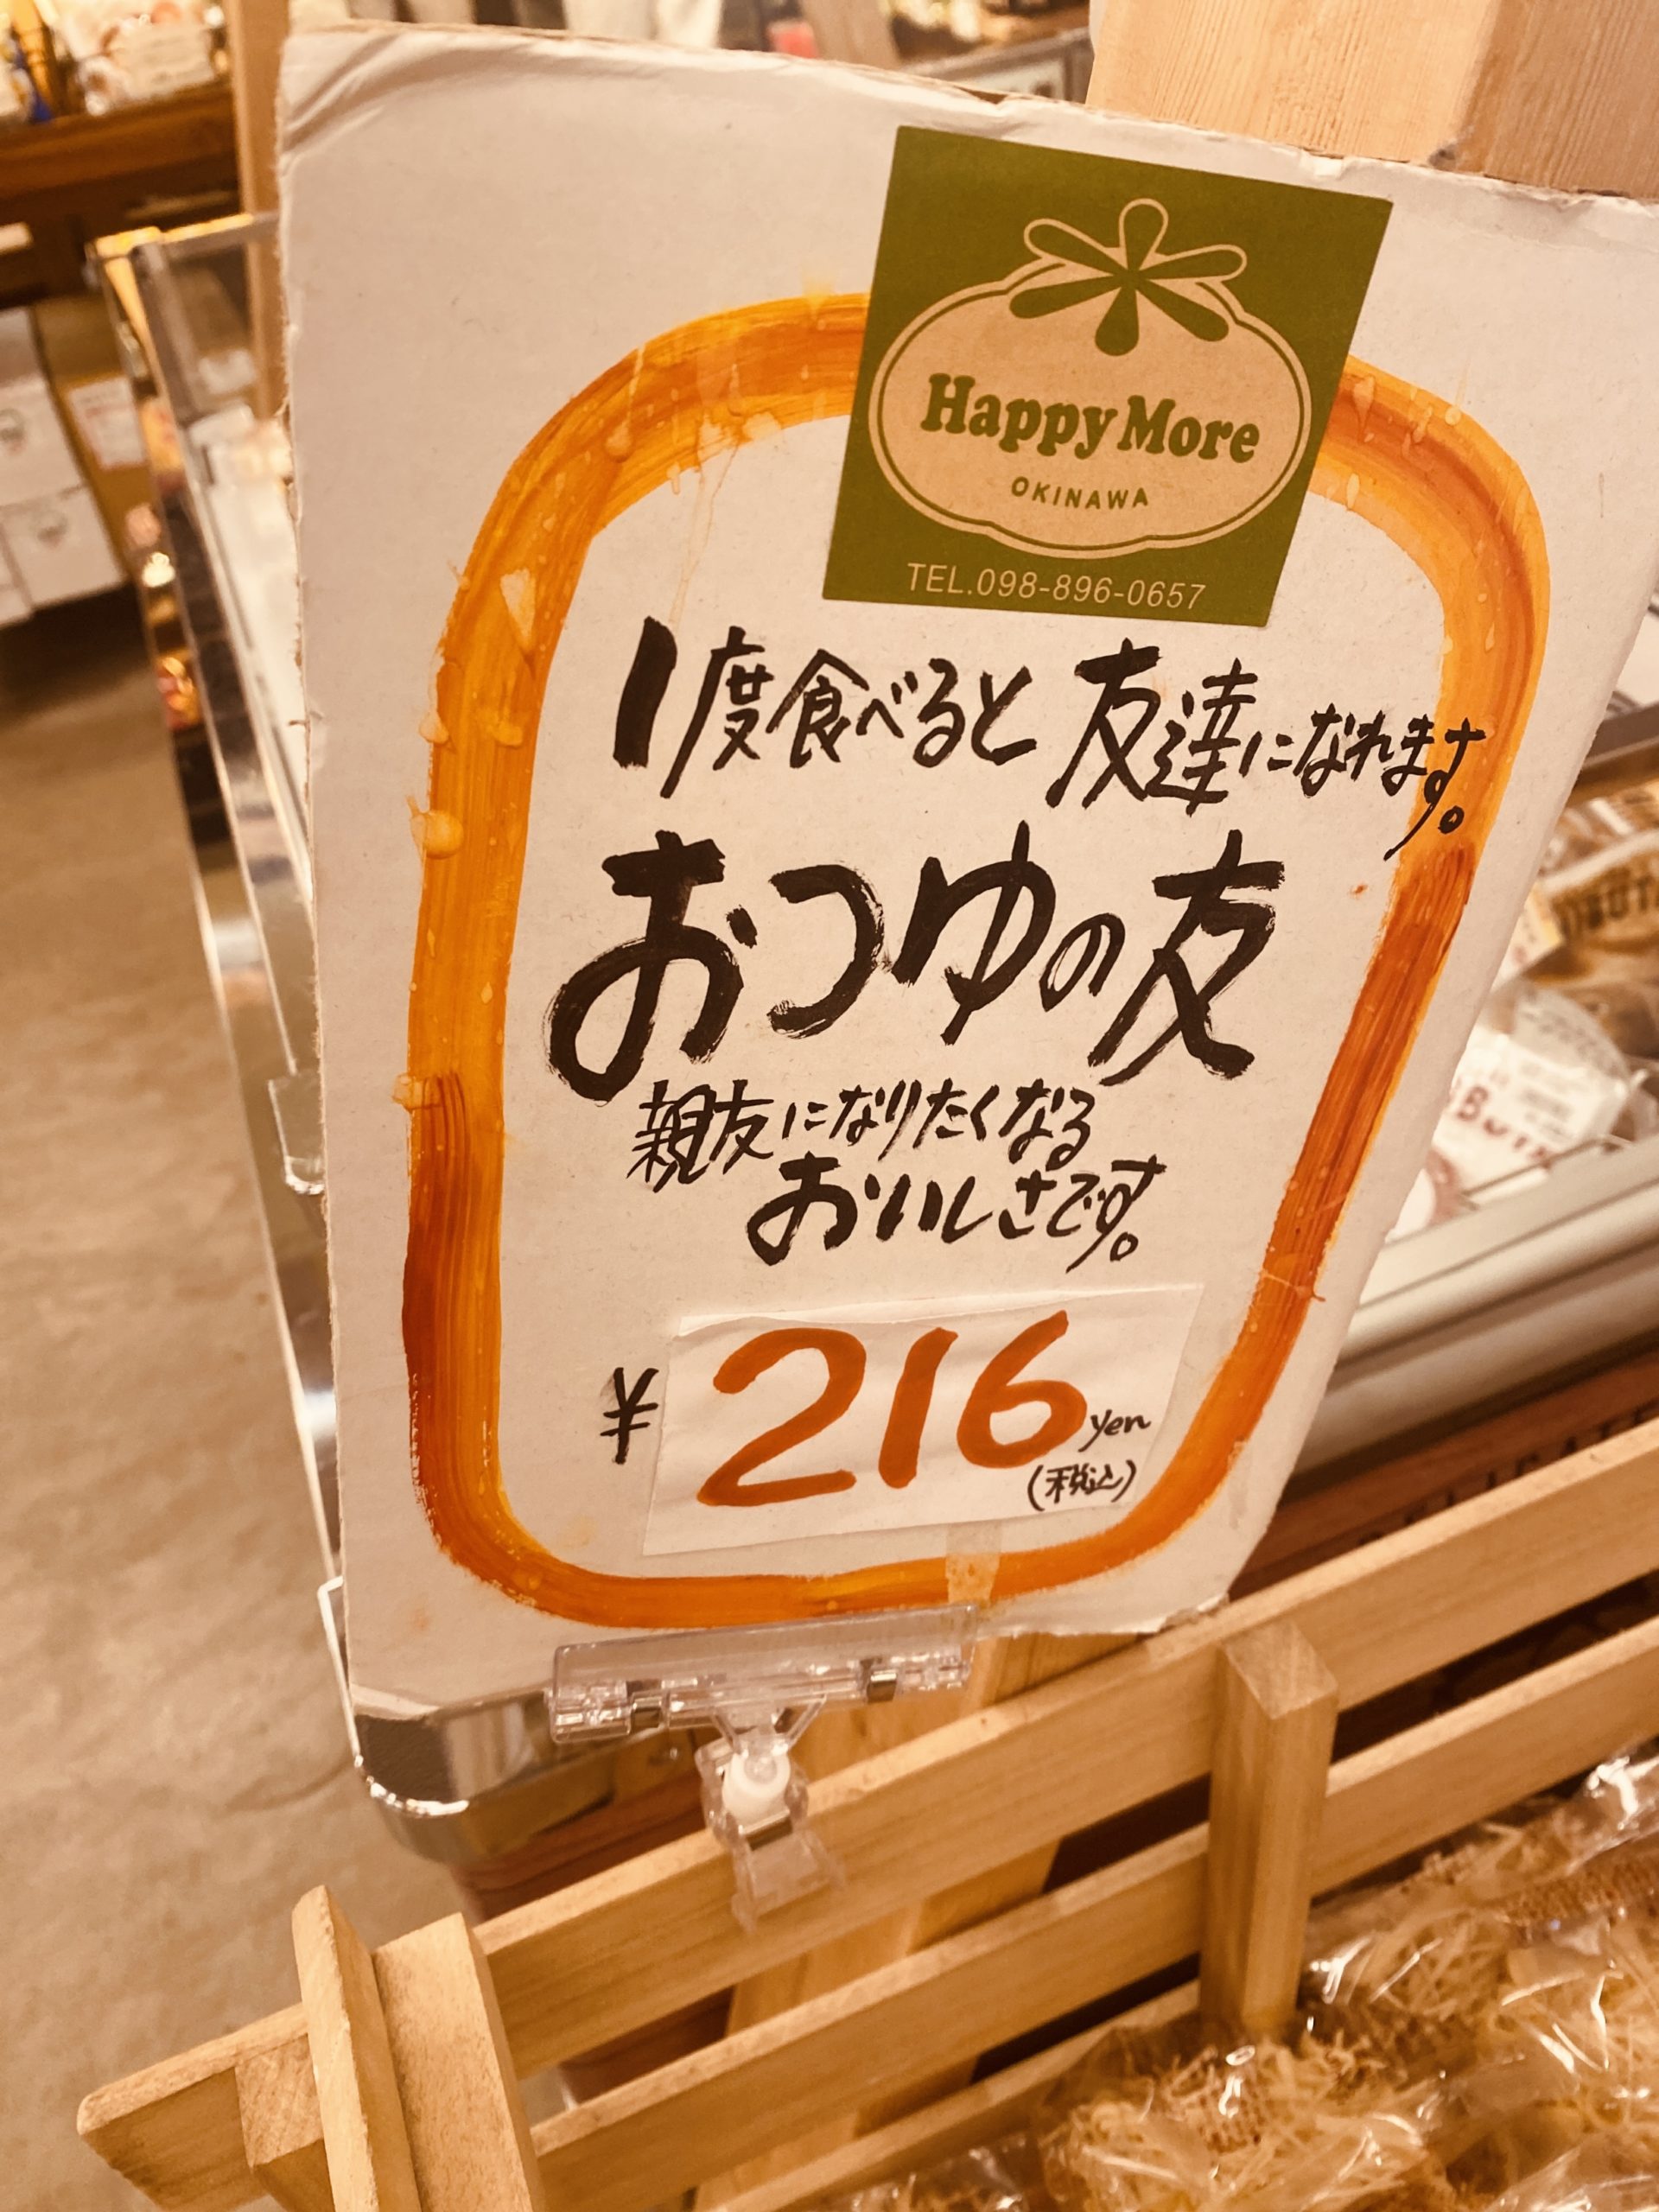 Happy More
OKINAWA
TEL.098-896-0657
1度食べると友達になれます。
おつゆの友
親友になりたくなる
おいしさです。
¥216yen
(税込)